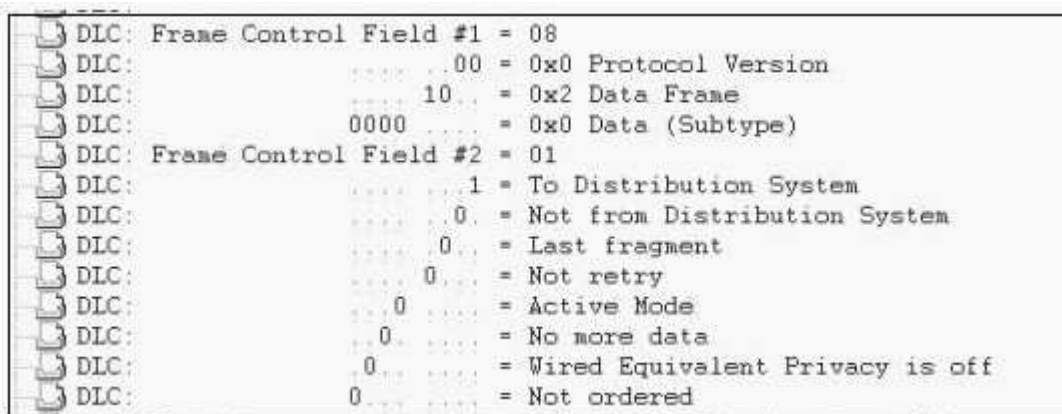 DLC: Frame Control Field #1 = 08
DLC: .... ..00 = 0x0 Protocol Version
DLC: .... 10.. = 0x2 Data Frame
DLC: 0000 .... = 0x0 Data (Subtype)
DLC: Frame Control Field #2 = 01
DLC: .... ...1 = To Distribution System
DLC: .... ..0. = Not from Distribution System
DLC: .... .0.. = Last fragment
DLC: .... 0... = Not retry
DLC: ...0 .... = Active Mode
DLC: ..0. .... = No more data
DLC: .0.. .... = Wired Equivalent Privacy is off
DLC: 0... .... = Not ordered